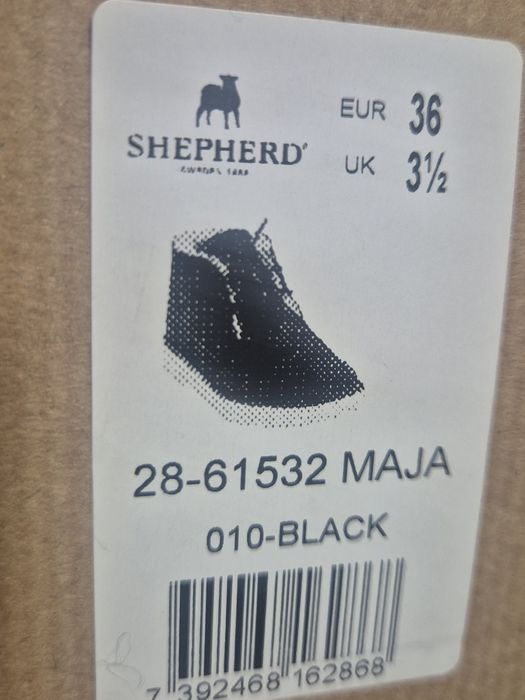 SHEPHERD
EUR 36
UK 3½
28-61532 MAJA
010-BLACK
7 392468 162868